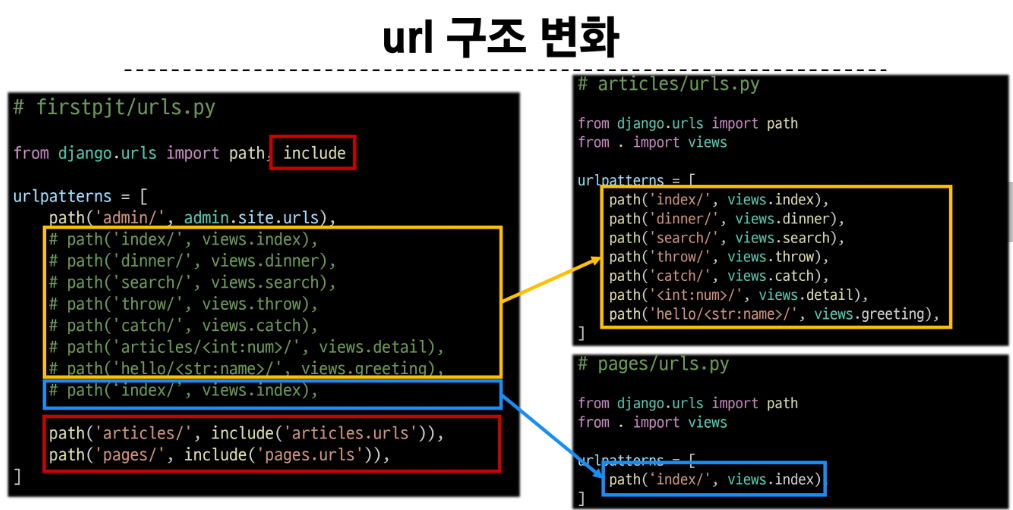 url 구조 변화
# firstpjt/urls.py
from django.urls import path, include
urlpatterns = [
path('admin/', admin.site.urls),
# path('index/', views.index),
# path('dinner/', views.dinner),
# path('search/', views.search),
# path('throw/', views.throw),
# path('catch/', views.catch),
# path('articles/<int:num>/', views.detail),
# path('hello/<str:name>/', views.greeting),
# path('index/', views.index),
path('articles/', include('articles.urls')),
path('pages/', include('pages.urls')),
]
# articles/urls.py
from django.urls import path
from . import views
urlpatterns = [
path('index/', views.index),
path('dinner/', views.dinner),
path('search/', views.search),
path('throw/', views.throw),
path('catch/', views.catch),
path('<int:num>/', views.detail),
path('hello/<str:name>/', views.greeting),
]
# pages/urls.py
from django.urls import path
from . import views
urlpatterns = [
path('index/', views.index),
]